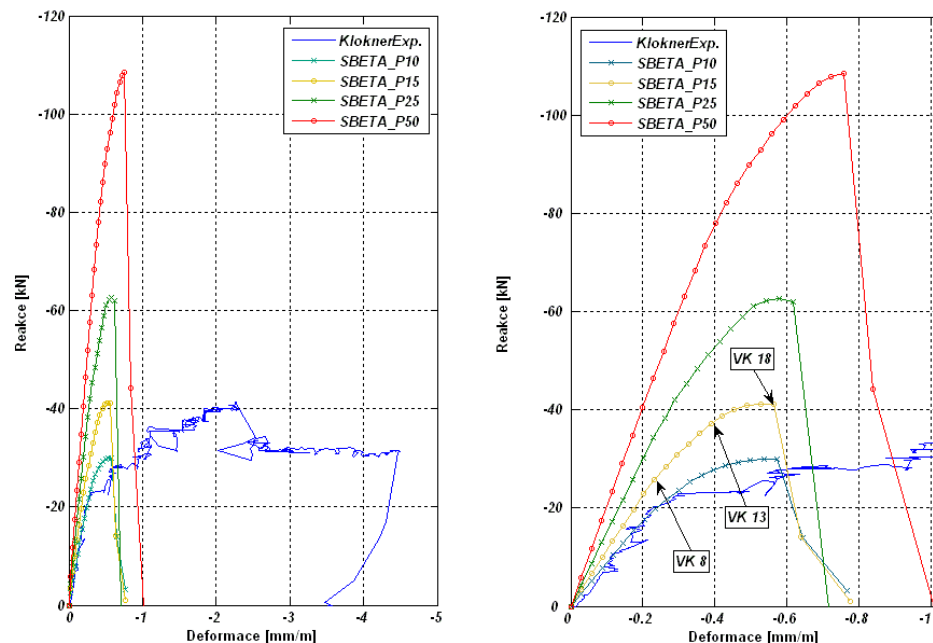 -120
-100
-80
-60
-40
-20
0
Reakce [kN]
0
-1
-2
-3
-4
-5
Deformace [mm/m]
KloknerExp.
SBETA_P10
SBETA_P15
SBETA_P25
SBETA_P50
-120
-100
-80
-60
-40
-20
0
Reakce [kN]
0
-0.2
-0.4
-0.6
-0.8
-1
Deformace [mm/m]
KloknerExp.
SBETA_P10
SBETA_P15
SBETA_P25
SBETA_P50
VK 18
VK 13
VK 8